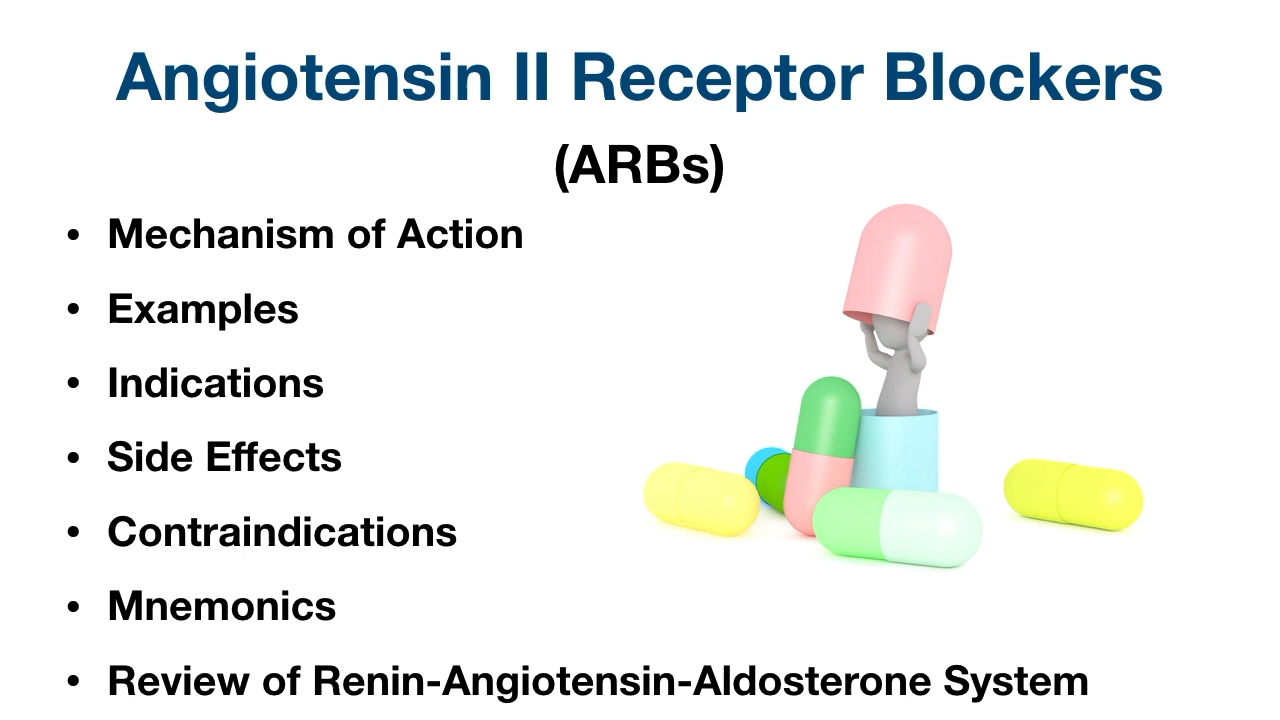 Angiotensin II Receptor Blockers
(ARBs)
• Mechanism of Action
• Examples
• Indications
• Side Effects
• Contraindications
• Mnemonics
• Review of Renin-Angiotensin-Aldosterone System